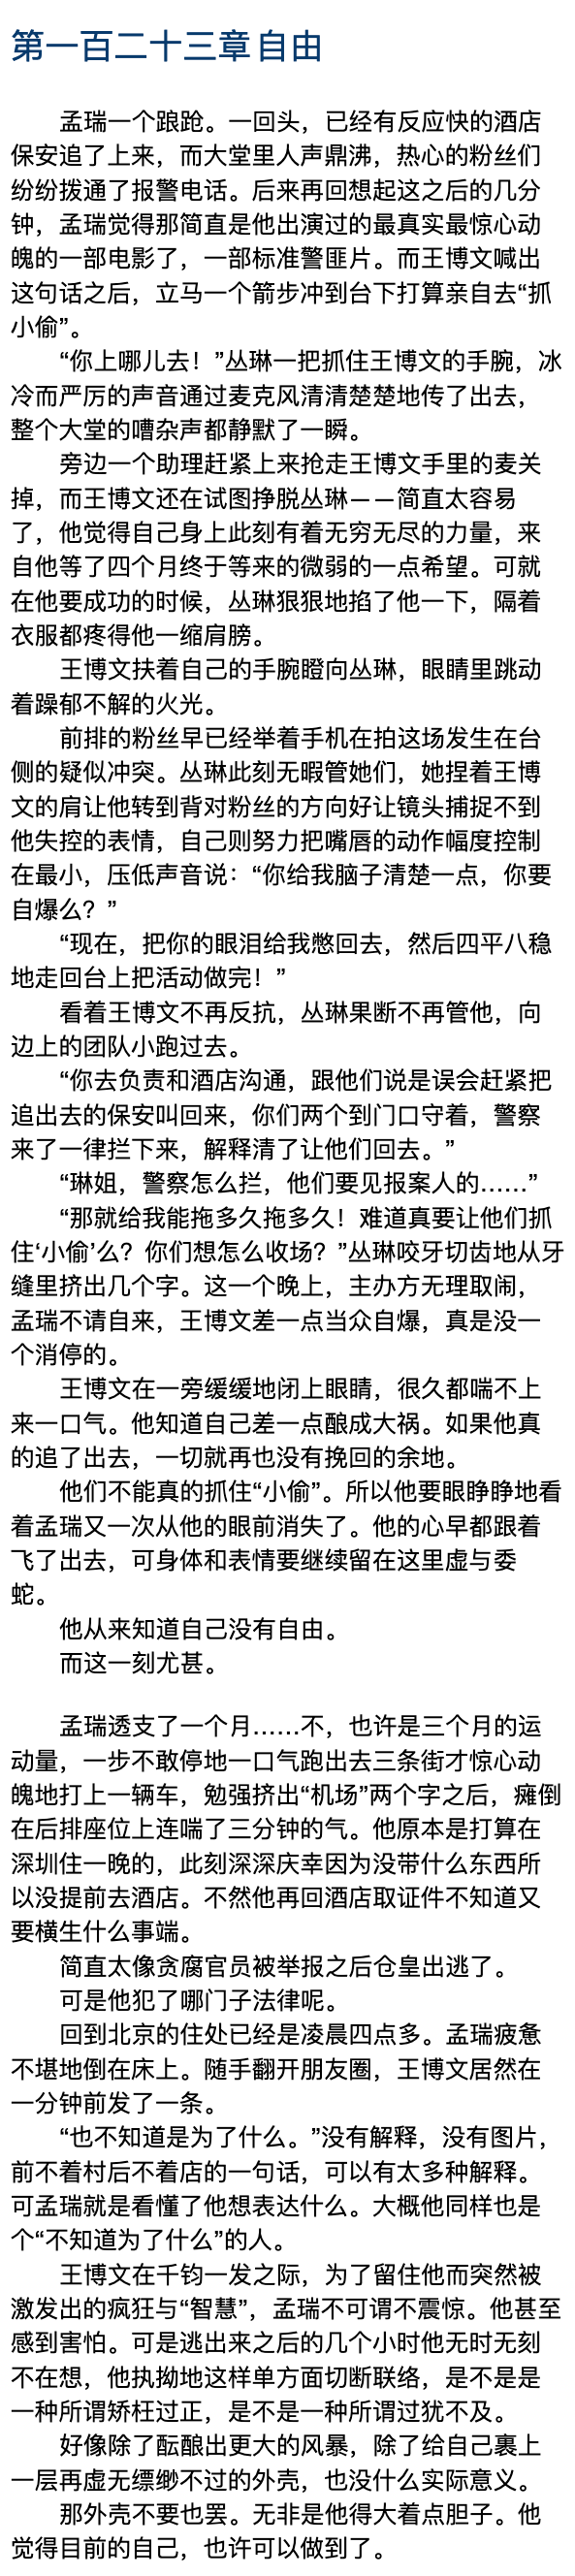 第一百二十三章 自由
孟瑞一个踉跄。一回头，已经有反应快的酒店
保安追了上来，而大堂里人声鼎沸，热心的粉丝们
纷纷拨通了报警电话。后来再回想起这之后的几分
钟，孟瑞觉得那简直是他出演过的最真实最惊心动
魄的一部电影了，一部标准警匪片。而王博文喊出
这句话之后，立马一个箭步冲到台下打算亲自去“抓
小偷”。
“你上哪儿去！”丛琳一把抓住王博文的手腕，冰
冷而严厉的声音通过麦克风清清楚楚地传了出去，
整个大堂的嘈杂声都静默了一瞬。
旁边一个助理赶紧上来抢走王博文手里的麦关
掉，而王博文还在试图挣脱丛琳——简直太容易
了，他觉得自己身上此刻有着无穷无尽的力量，来
自他等了四个月终于等来的微弱的一点希望。可就
在他要成功的时候，丛琳狠狠地掐了他一下，隔着
衣服都疼得他一缩肩膀。
王博文扶着自己的手腕瞪向丛琳，眼睛里跳动
着躁郁不解的火光。
前排的粉丝早已经举着手机在拍这场发生在台
侧的疑似冲突。丛琳此刻无暇管她们，她捏着王博
文的肩让他转到背对粉丝的方向好让镜头捕捉不到
他失控的表情，自己则努力把嘴唇的动作幅度控制
在最小，压低声音说：“你给我脑子清楚一点，你要
自爆么？”
“现在，把你的眼泪给我憋回去，然后四平八稳
地走回台上把活动做完！”
看着王博文不再反抗，丛琳果断不再管他，向
边上的团队小跑过去。
“你去负责和酒店沟通，跟他们说是误会赶紧把
追出去的保安叫回来，你们两个到门口守着，警察
来了一律拦下来，解释清了让他们回去。”
“琳姐，警察怎么拦，他们要见报案人的……”
“那就给我能拖多久拖多久！难道真要让他们抓
住‘小偷’么？你们想怎么收场？”丛琳咬牙切齿地从牙
缝里挤出几个字。这一个晚上，主办方无理取闹，
孟瑞不请自来，王博文差一点当众自爆，真是没一
个消停的。
王博文在一旁缓缓地闭上眼睛，很久都喘不上
来一口气。他知道自己差一点酿成大祸。如果他真
的追了出去，一切就再也没有挽回的余地。
他们不能真的抓住“小偷”。所以他要眼睁睁地看
着孟瑞又一次从他的眼前消失了。他的心早都跟着
飞了出去，可身体和表情要继续留在这里虚与委
蛇。
他从来知道自己没有自由。
而这一刻尤甚。
孟瑞透支了一个月……不，也许是三个月的运
动量，一步不敢停地一口气跑出去三条街才惊心动
魄地打上一辆车，勉强挤出“机场”两个字之后，瘫倒
在后排座位上连喘了三分钟的气。他原本是打算在
深圳住一晚的，此刻深深庆幸因为没带什么东西所
以没提前去酒店。不然他再回酒店取证件不知道又
要横生什么事端。
简直太像贪腐官员被举报之后仓皇出逃了。
可是他犯了哪门子法律呢。
回到北京的住处已经是凌晨四点多。孟瑞疲惫
不堪地倒在床上。随手翻开朋友圈，王博文居然在
一分钟前发了一条。
“也不知道是为了什么。”没有解释，没有图片，
前不着村后不着店的一句话，可以有太多种解释。
可孟瑞就是看懂了他想表达什么。大概他同样也是
个“不知道为了什么”的人。
王博文在千钧一发之际，为了留住他而突然被
激发出的疯狂与“智慧”，孟瑞不可谓不震惊。他甚至
感到害怕。可是逃出来之后的几个小时他无时无刻
不在想，他执拗地这样单方面切断联络，是不是是
一种所谓矫枉过正，是不是一种所谓过犹不及。
好像除了酝酿出更大的风暴，除了给自己裹上
一层再虚无缥缈不过的外壳，也没什么实际意义。
那外壳不要也罢。无非是他得大着点胆子。他
觉得目前的自己，也许可以做到了。